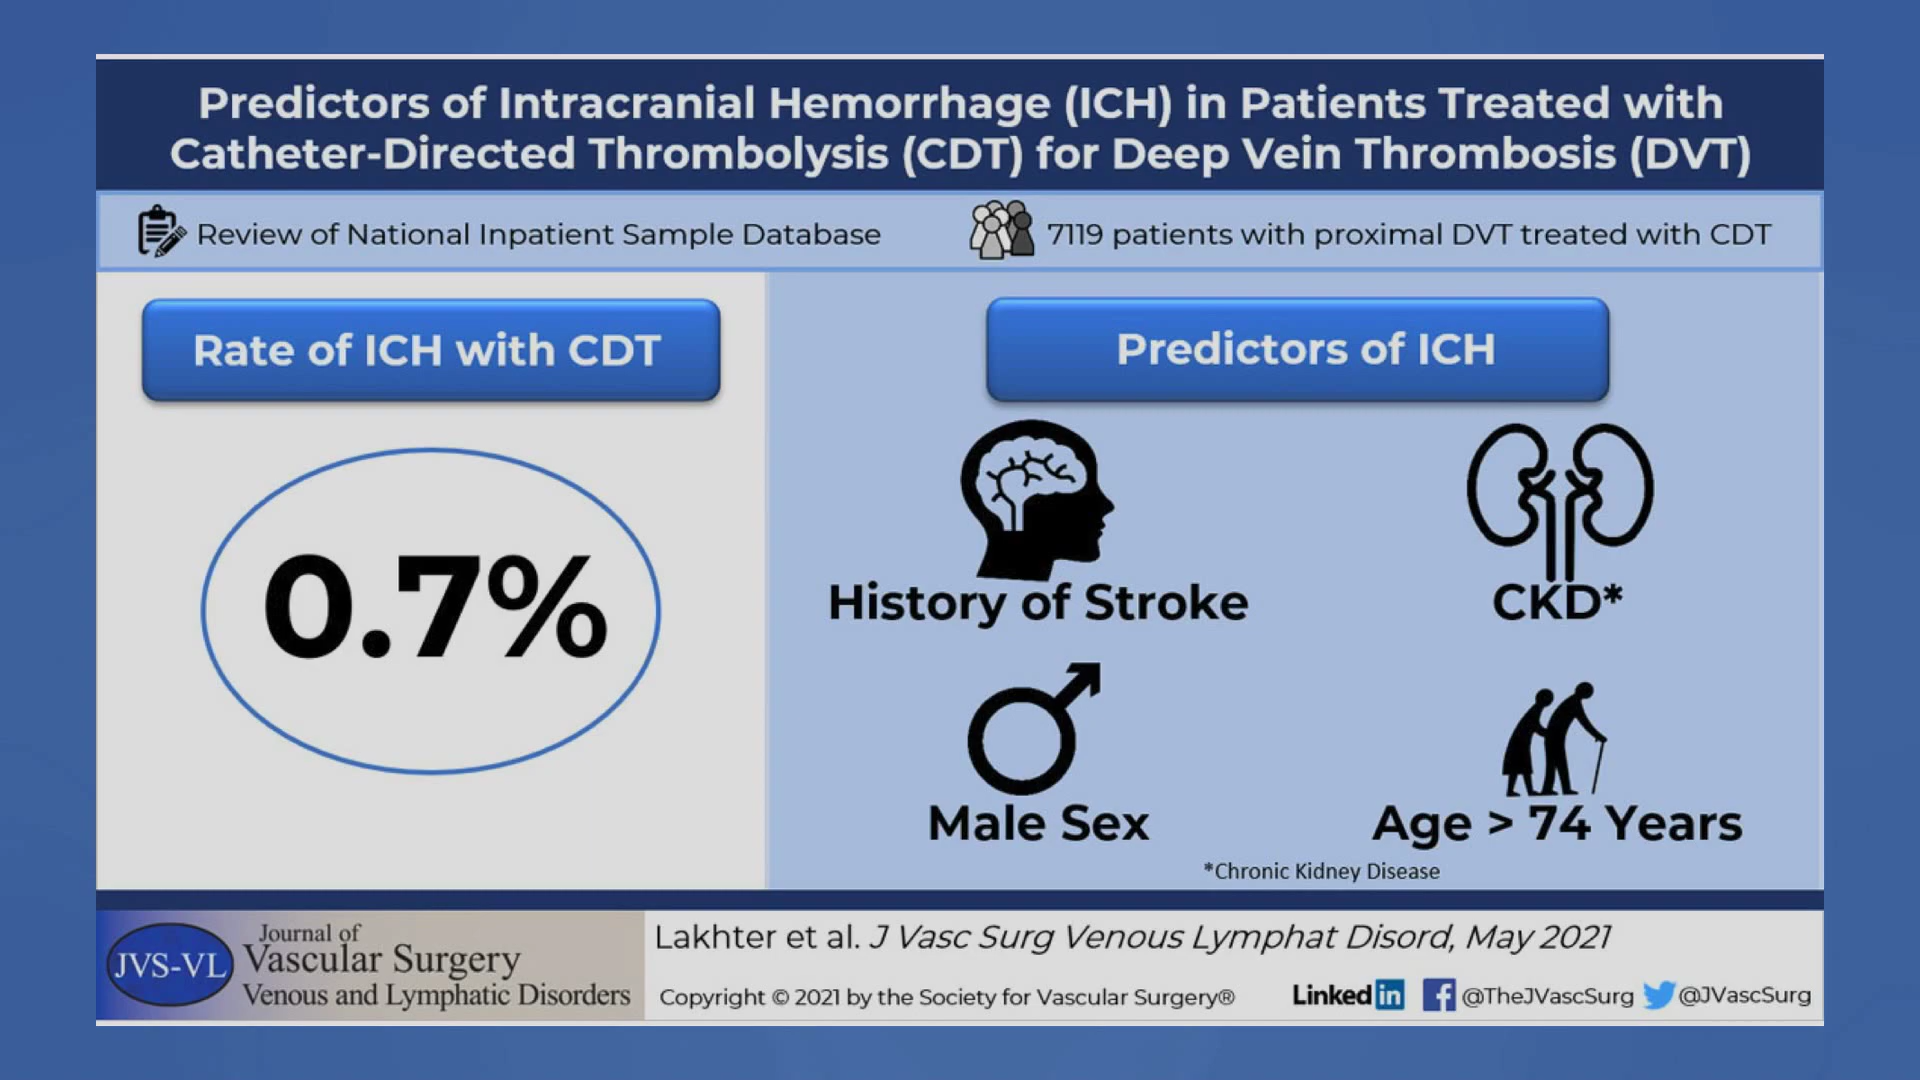 Predictors of Intracranial Hemorrhage (ICH) in Patients Treated with
Catheter-Directed Thrombolysis (CDT) for Deep Vein Thrombosis (DVT)
Review of National Inpatient Sample Database
7119 patients with proximal DVT treated with CDT
Rate of ICH with CDT
0.7%
Predictors of ICH
History of Stroke
CKD*
Male Sex
Age > 74 Years
*Chronic Kidney Disease
JVS-VL
Journal of
Vascular Surgery
Venous and Lymphatic Disorders
Lakhter et al. J Vasc Surg Venous Lymphat Disord, May 2021
Copyright © 2021 by the Society for Vascular Surgery®
Linked in
f @TheJVascSurg
@JVascSurg